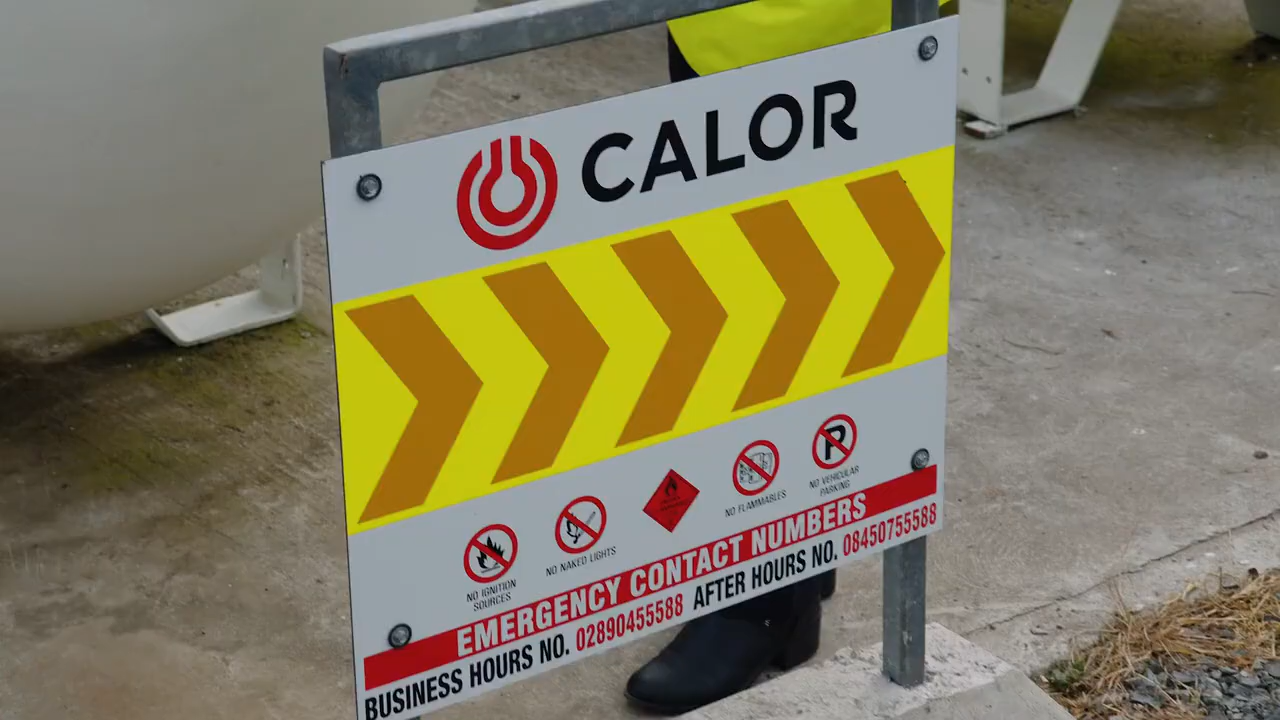 CALOR
NO IGNITION
SOURCES
NO NAKED LIGHTS
NO FLAMMABLES
NO VEHICULAR
PARKING
EMERGENCY CONTACT NUMBERS
BUSINESS HOURS NO. 02890455588 AFTER HOURS NO. 08450755588